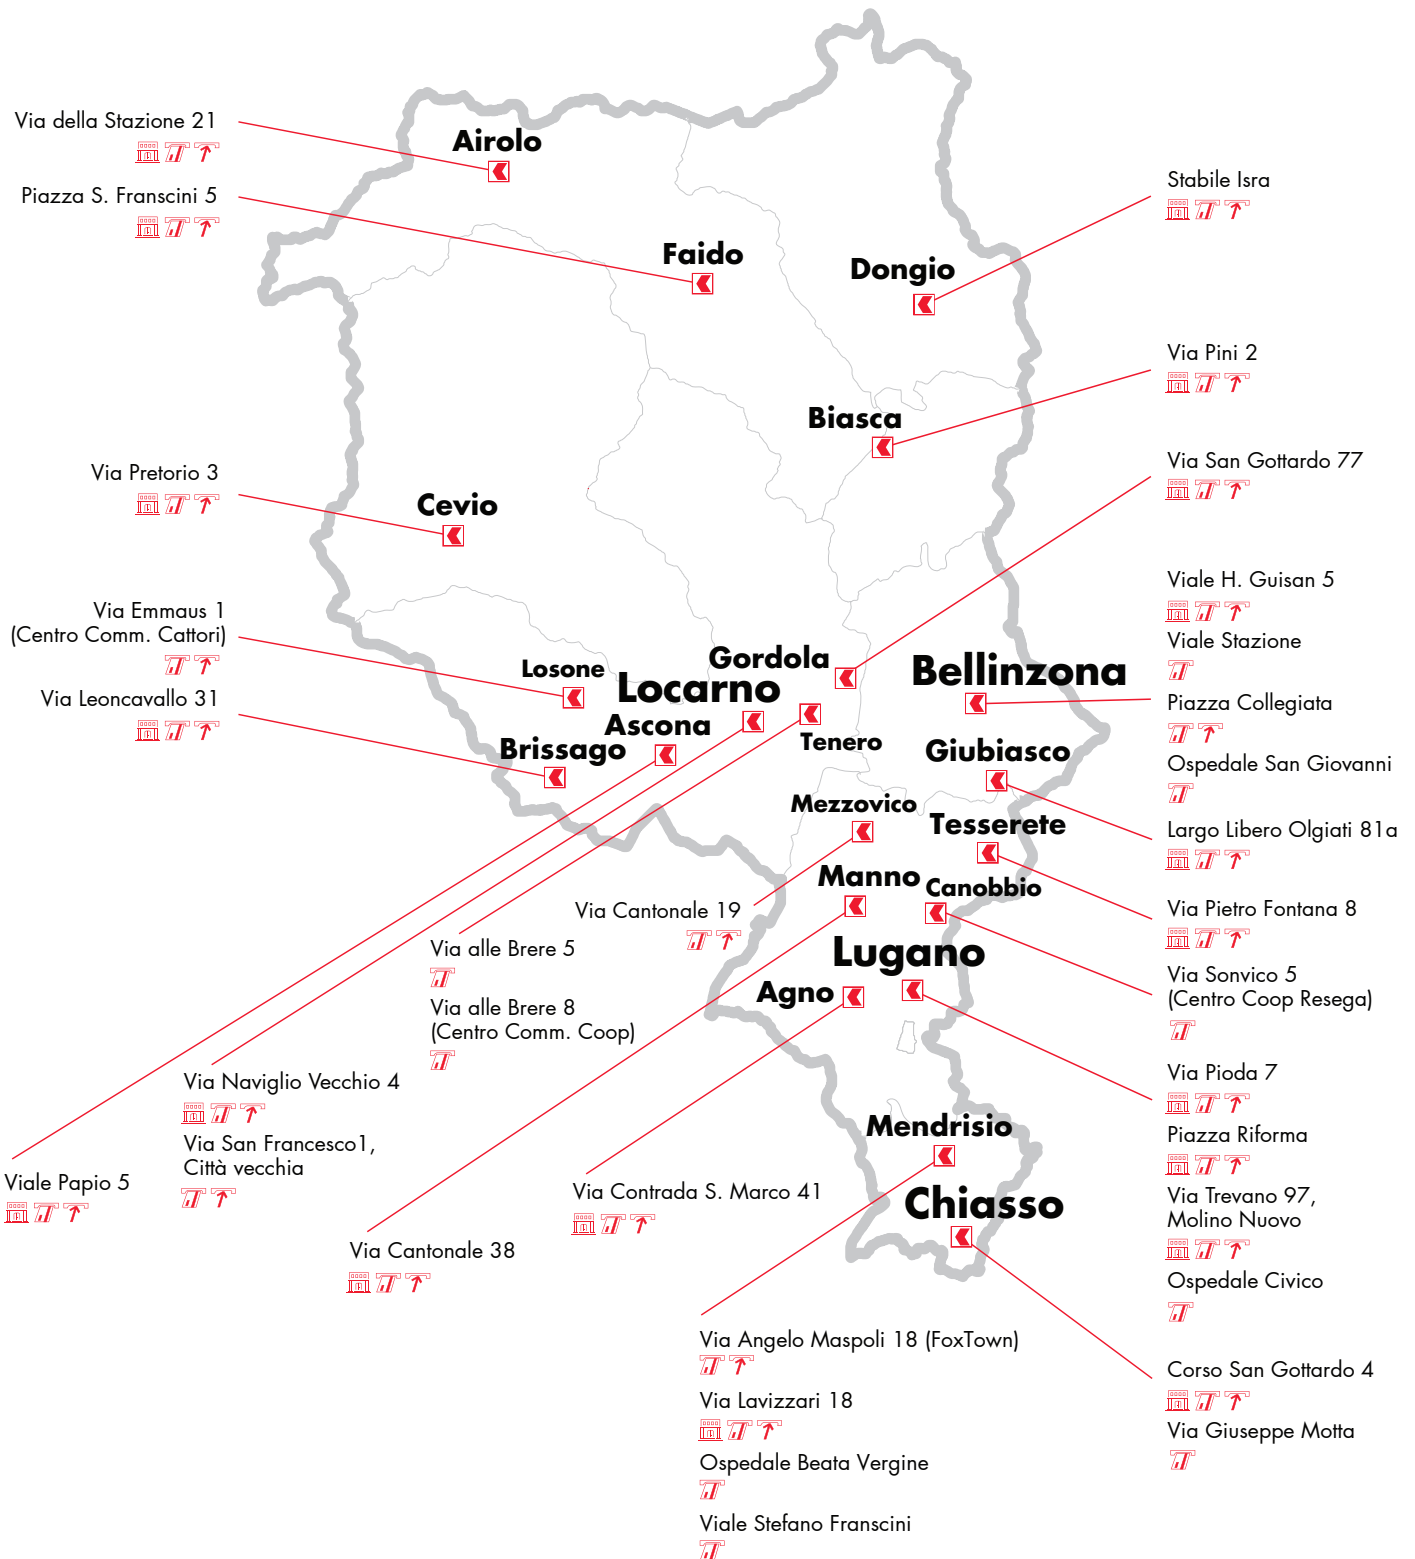 Via della Stazione 21
Airolo
Piazza S. Franscini 5
Faido
Stabile Isra
Dongio
Via Pini 2
Biasca
Via San Gottardo 77
Via Pretorio 3
Cevio
Via Emmaus 1
(Centro Comm. Cattori)
Via Leoncavallo 31
Losone
Locarno
Gordola
Ascona
Brissago
Tenero
Bellinzona
Giubiasco
Mezzovico
Tesserete
Manno
Canobbio
Lugano
Agno
Mendrisio
Chiasso
Viale H. Guisan 5
Viale Stazione
Piazza Collegiata
Ospedale San Giovanni
Largo Libero Olgiati 81a
Via Pietro Fontana 8
Via Sonvico 5
(Centro Coop Resega)
Via Pioda 7
Piazza Riforma
Via Trevano 97,
Molino Nuovo
Ospedale Civico
Corso San Gottardo 4
Via Giuseppe Motta
Via Cantonale 19
Via alle Brere 5
Via alle Brere 8
(Centro Comm. Coop)
Via Naviglio Vecchio 4
Via San Francesco1,
Città vecchia
Viale Papio 5
Via Contrada S. Marco 41
Via Cantonale 38
Via Angelo Maspoli 18 (FoxTown)
Via Lavizzari 18
Ospedale Beata Vergine
Viale Stefano Franscini